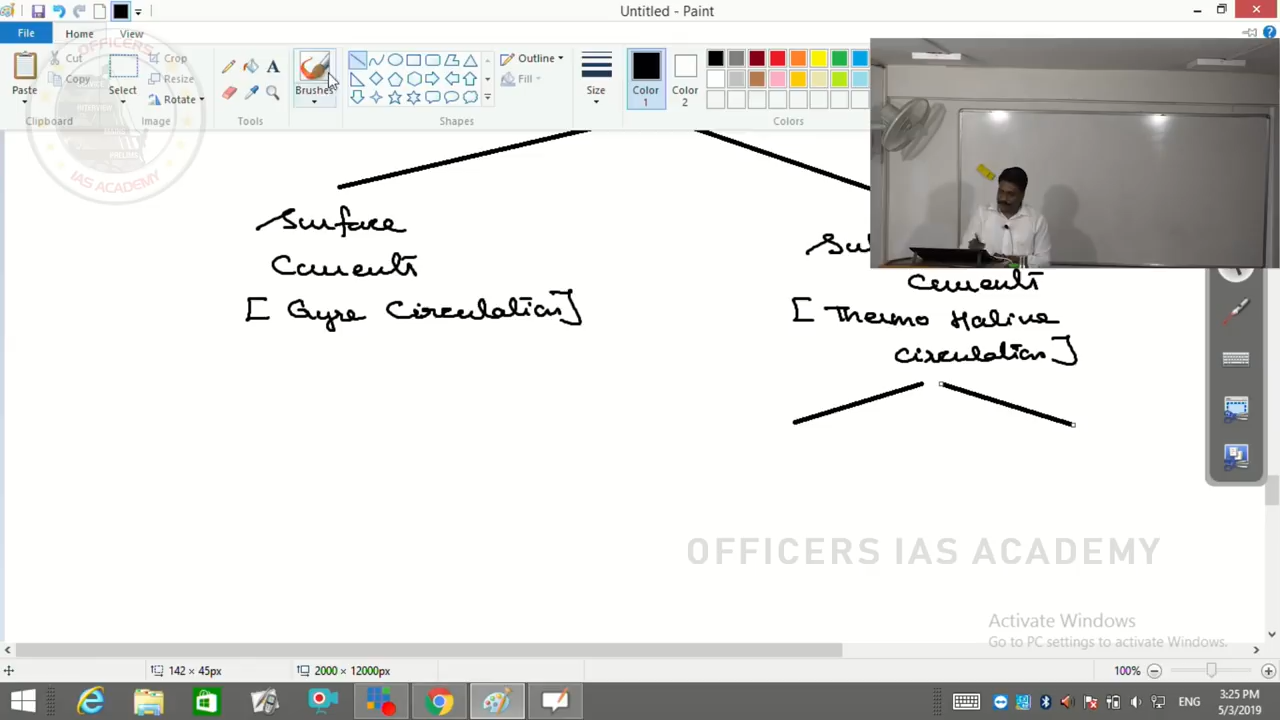 Untitled - Paint
File
Home
View
Paste
Cut
Copy
Clipboard
Select
Crop
Resize
Rotate
Image
Tools
Brushes
Shapes
Outline
Fill
Size
Color 1
Color 2
Colors
OFFICERS
IAS ACADEMY
Surface
Currents
[ Gyre Circulation]
Currents
[ Thermo Haline
circulation]
OFFICERS IAS ACADEMY
Activate Windows
Go to PC settings to activate Windows.
142 × 45px
2000 × 12000px
100%
ENG
3:25 PM
5/3/2019